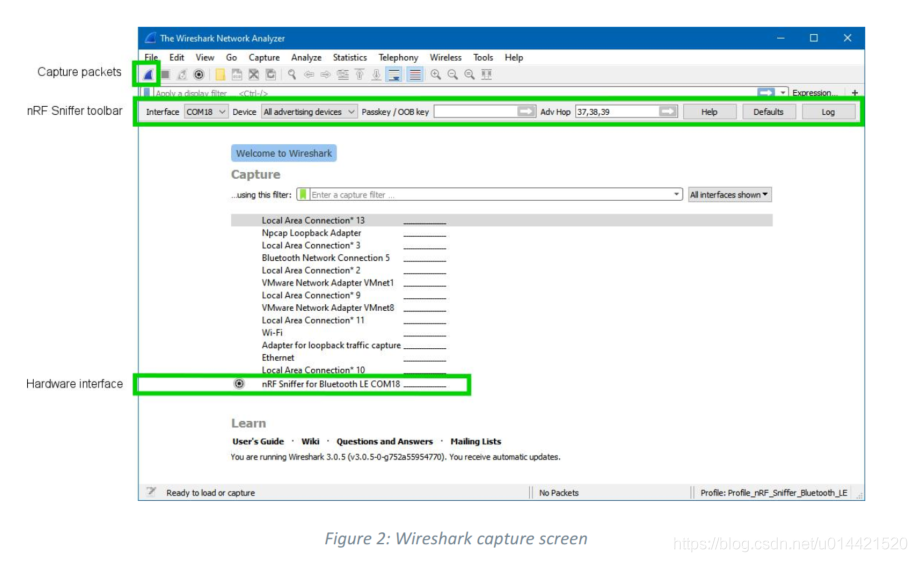 The Wireshark Network Analyzer
File Edit View Go Capture Analyze Statistics Telephony Wireless Tools Help
Capture packets
Apply a display filter ... <Ctrl-/> Expression... +
nRF Sniffer toolbar
Interface COM18 Device All advertising devices Passkey / OOB key Adv Hop 37,38,39 Help Defaults Log
Welcome to Wireshark
Capture
...using this filter: Enter a capture filter ... All interfaces shown
Local Area Connection* 13
Npcap Loopback Adapter
Local Area Connection* 3
Bluetooth Network Connection 5
Local Area Connection* 2
VMware Network Adapter VMnet1
Local Area Connection* 9
VMware Network Adapter VMnet8
Local Area Connection* 11
Wi-Fi
Adapter for loopback traffic capture
Ethernet
Local Area Connection* 10
Hardware interface
nRF Sniffer for Bluetooth LE COM18
Learn
User's Guide · Wiki · Questions and Answers · Mailing Lists
You are running Wireshark 3.0.5 (v3.0.5-0-g752a55954770). You receive automatic updates.
Ready to load or capture No Packets Profile: Profile_nRF_Sniffer_Bluetooth_LE
Figure 2: Wireshark capture screen
https://blog.csdn.net/u014421520